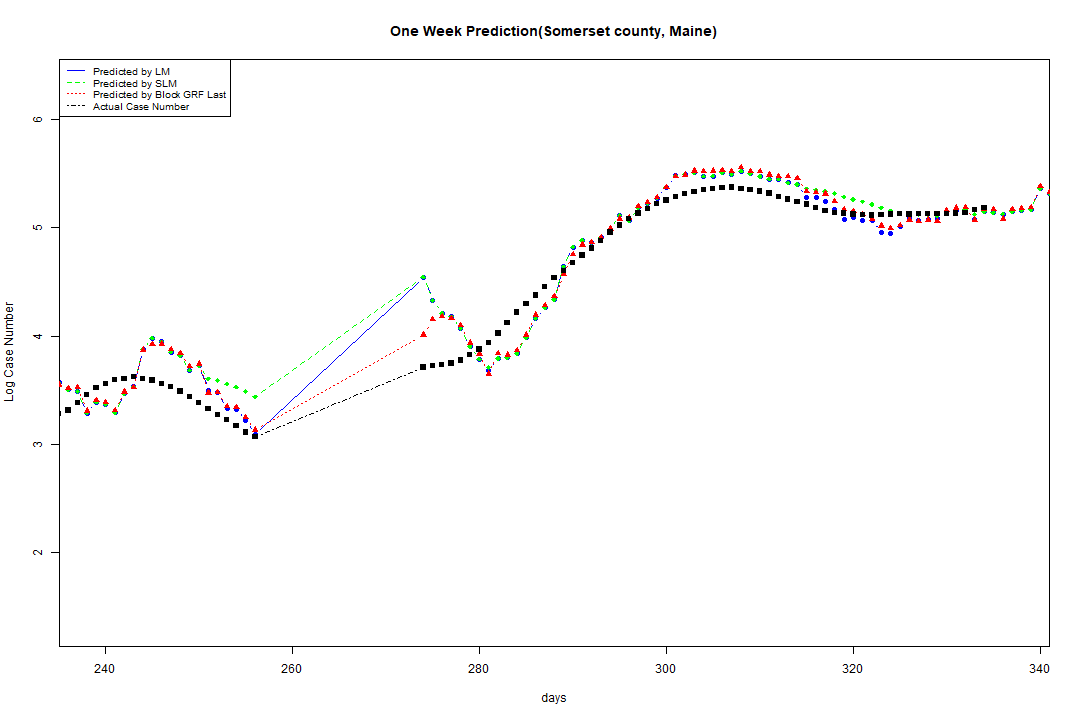 One Week Prediction(Somerset county, Maine)
Predicted by LM
Predicted by SLM
Predicted by Block GRF Last
Actual Case Number
6
5
4
3
2
Log Case Number
240 260 280 300 320 340
days